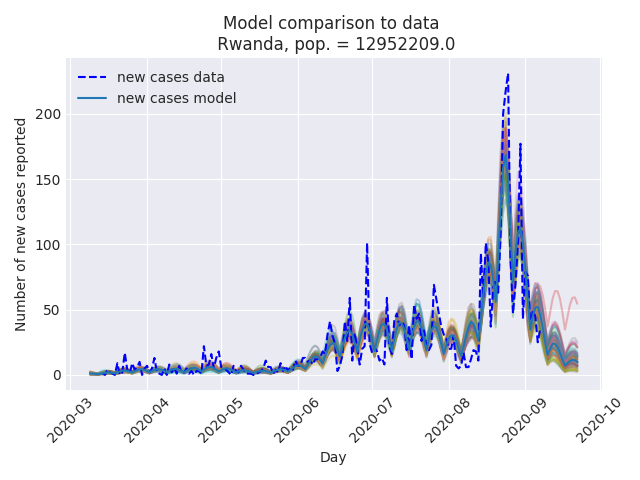 Model comparison to data
Rwanda, pop. = 12952209.0
new cases data
new cases model
Number of new cases reported
200
150
100
50
0
2020-03
2020-04
2020-05
2020-06
2020-07
2020-08
2020-09
2020-10
Day